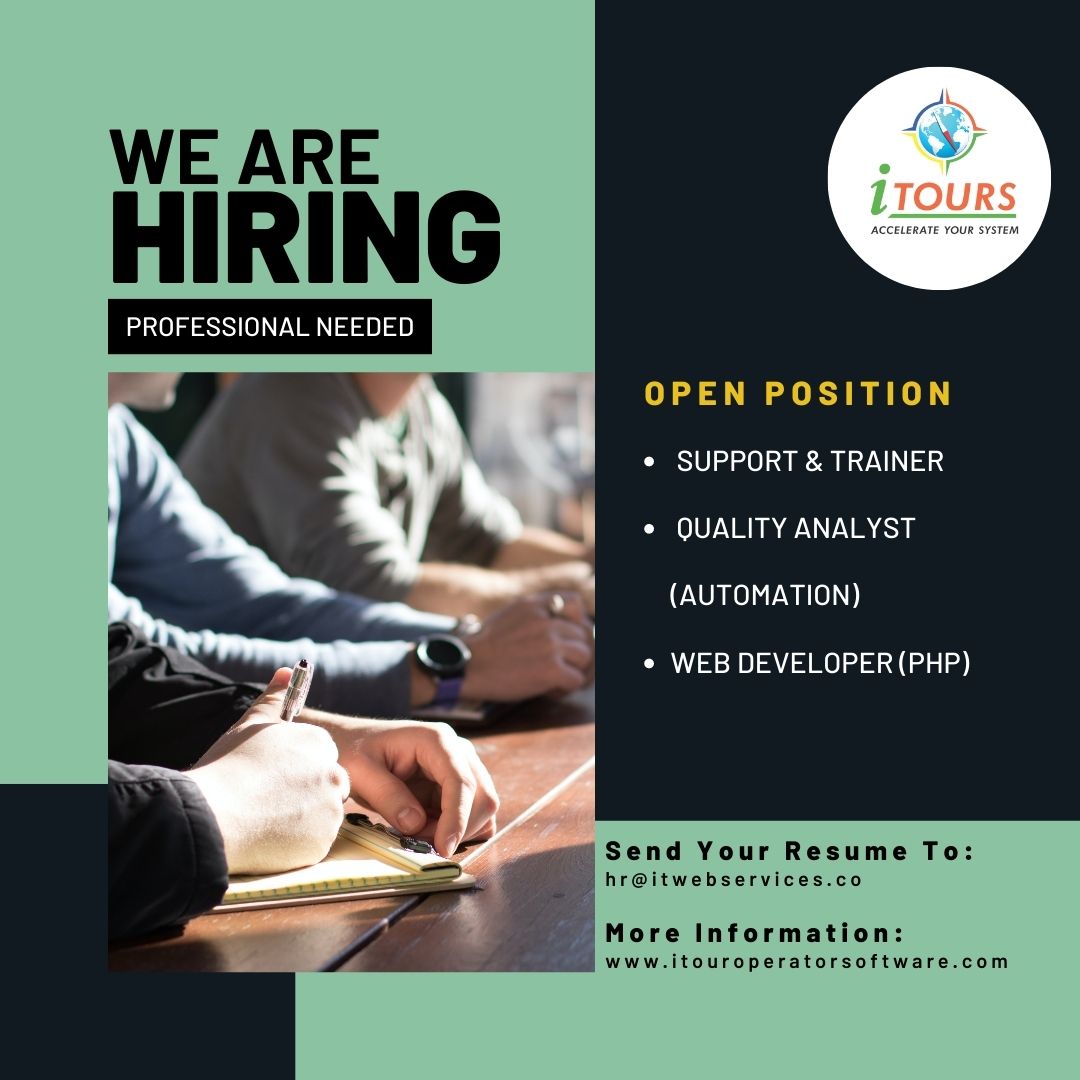 WE ARE
HIRING
PROFESSIONAL NEEDED
iTOURS
ACCELERATE YOUR SYSTEM
OPEN POSITION
• SUPPORT & TRAINER
• QUALITY ANALYST
(AUTOMATION)
• WEB DEVELOPER (PHP)
Send Your Resume To:
hr@itwebservices.co
More Information:
www.itouroperatorsoftware.com